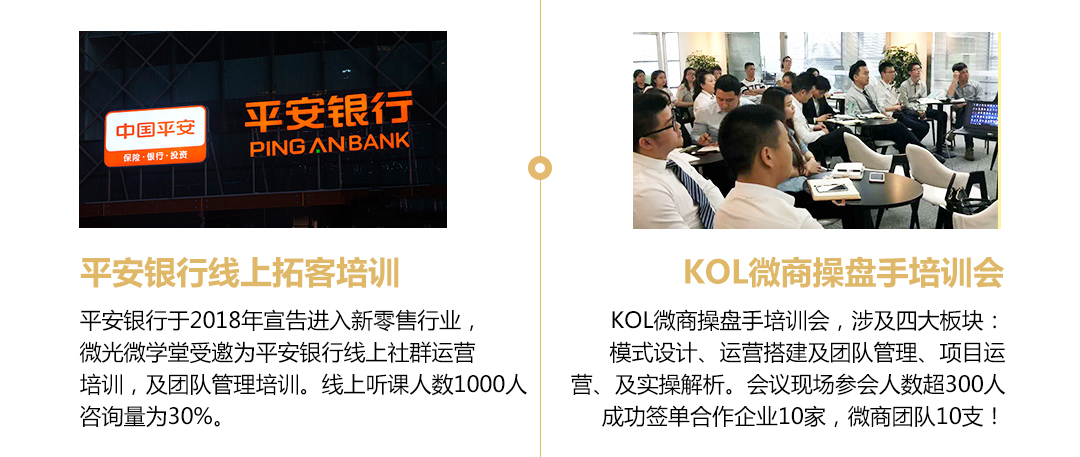 中国平安
保险·银行·投资
平安银行
PING AN BANK
平安银行线上拓客培训
平安银行于2018年宣告进入新零售行业，
微光微学堂受邀为平安银行线上社群运营
培训，及团队管理培训。线上听课人数1000人
咨询量为30%。
KOL微商操盘手培训会
KOL微商操盘手培训会，涉及四大板块：
模式设计、运营搭建及团队管理、项目运
营、及实操解析。会议现场参会人数超300人
成功签单合作企业10家，微商团队10支！